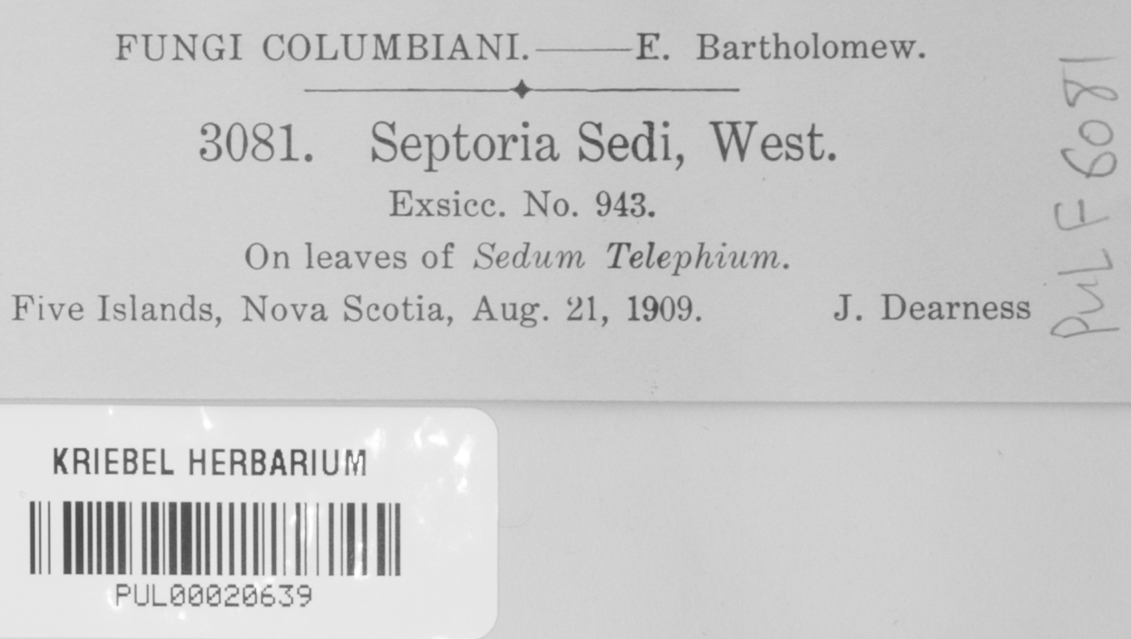 FUNGI COLUMBIANI.——E. Bartholomew.
3081. Septoria Sedi, West.
Exsicc. No. 943.
On leaves of Sedum Telephium.
Five Islands, Nova Scotia, Aug. 21, 1909. J. Dearness
PUL F6081
KRIEBEL HERBARIUM
PUL00020639